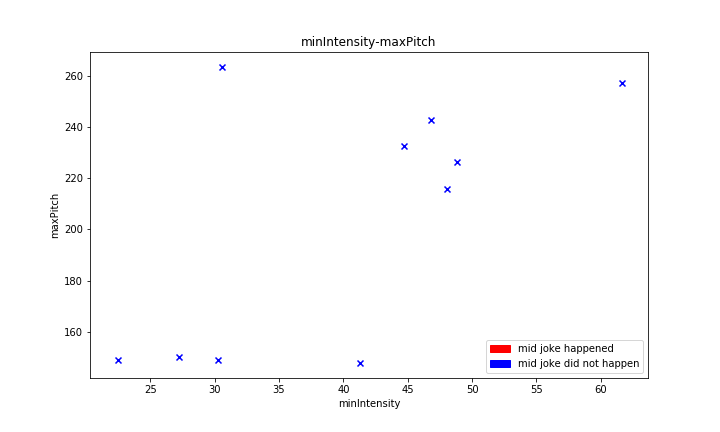 minIntensity-maxPitch
260
240
220
200
180
160
maxPitch
mid joke happened
mid joke did not happen
25 30 35 40 45 50 55 60
minIntensity